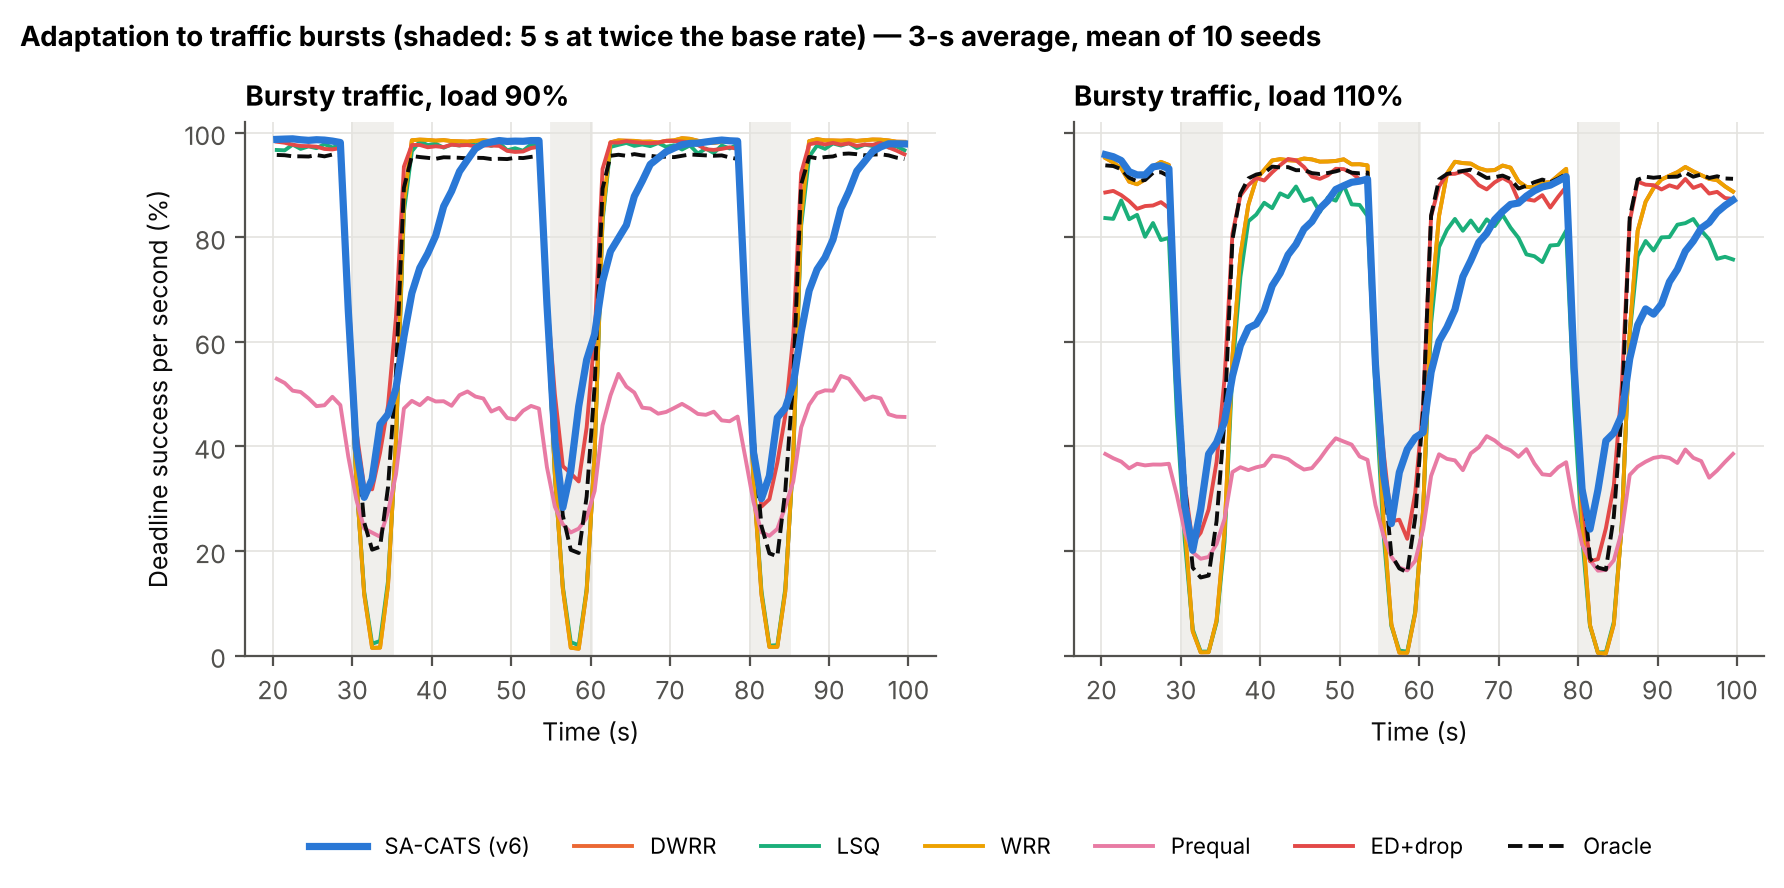 Adaptation to traffic bursts (shaded: 5 s at twice the base rate) — 3-s average, mean of 10 seeds
Bursty traffic, load 90%
Bursty traffic, load 110%
Deadline success per second (%)
100
80
60
40
20
0
20 30 40 50 60 70 80 90 100
20 30 40 50 60 70 80 90 100
Time (s)
Time (s)
SA-CATS (v6) DWRR LSQ WRR Prequal ED+drop Oracle